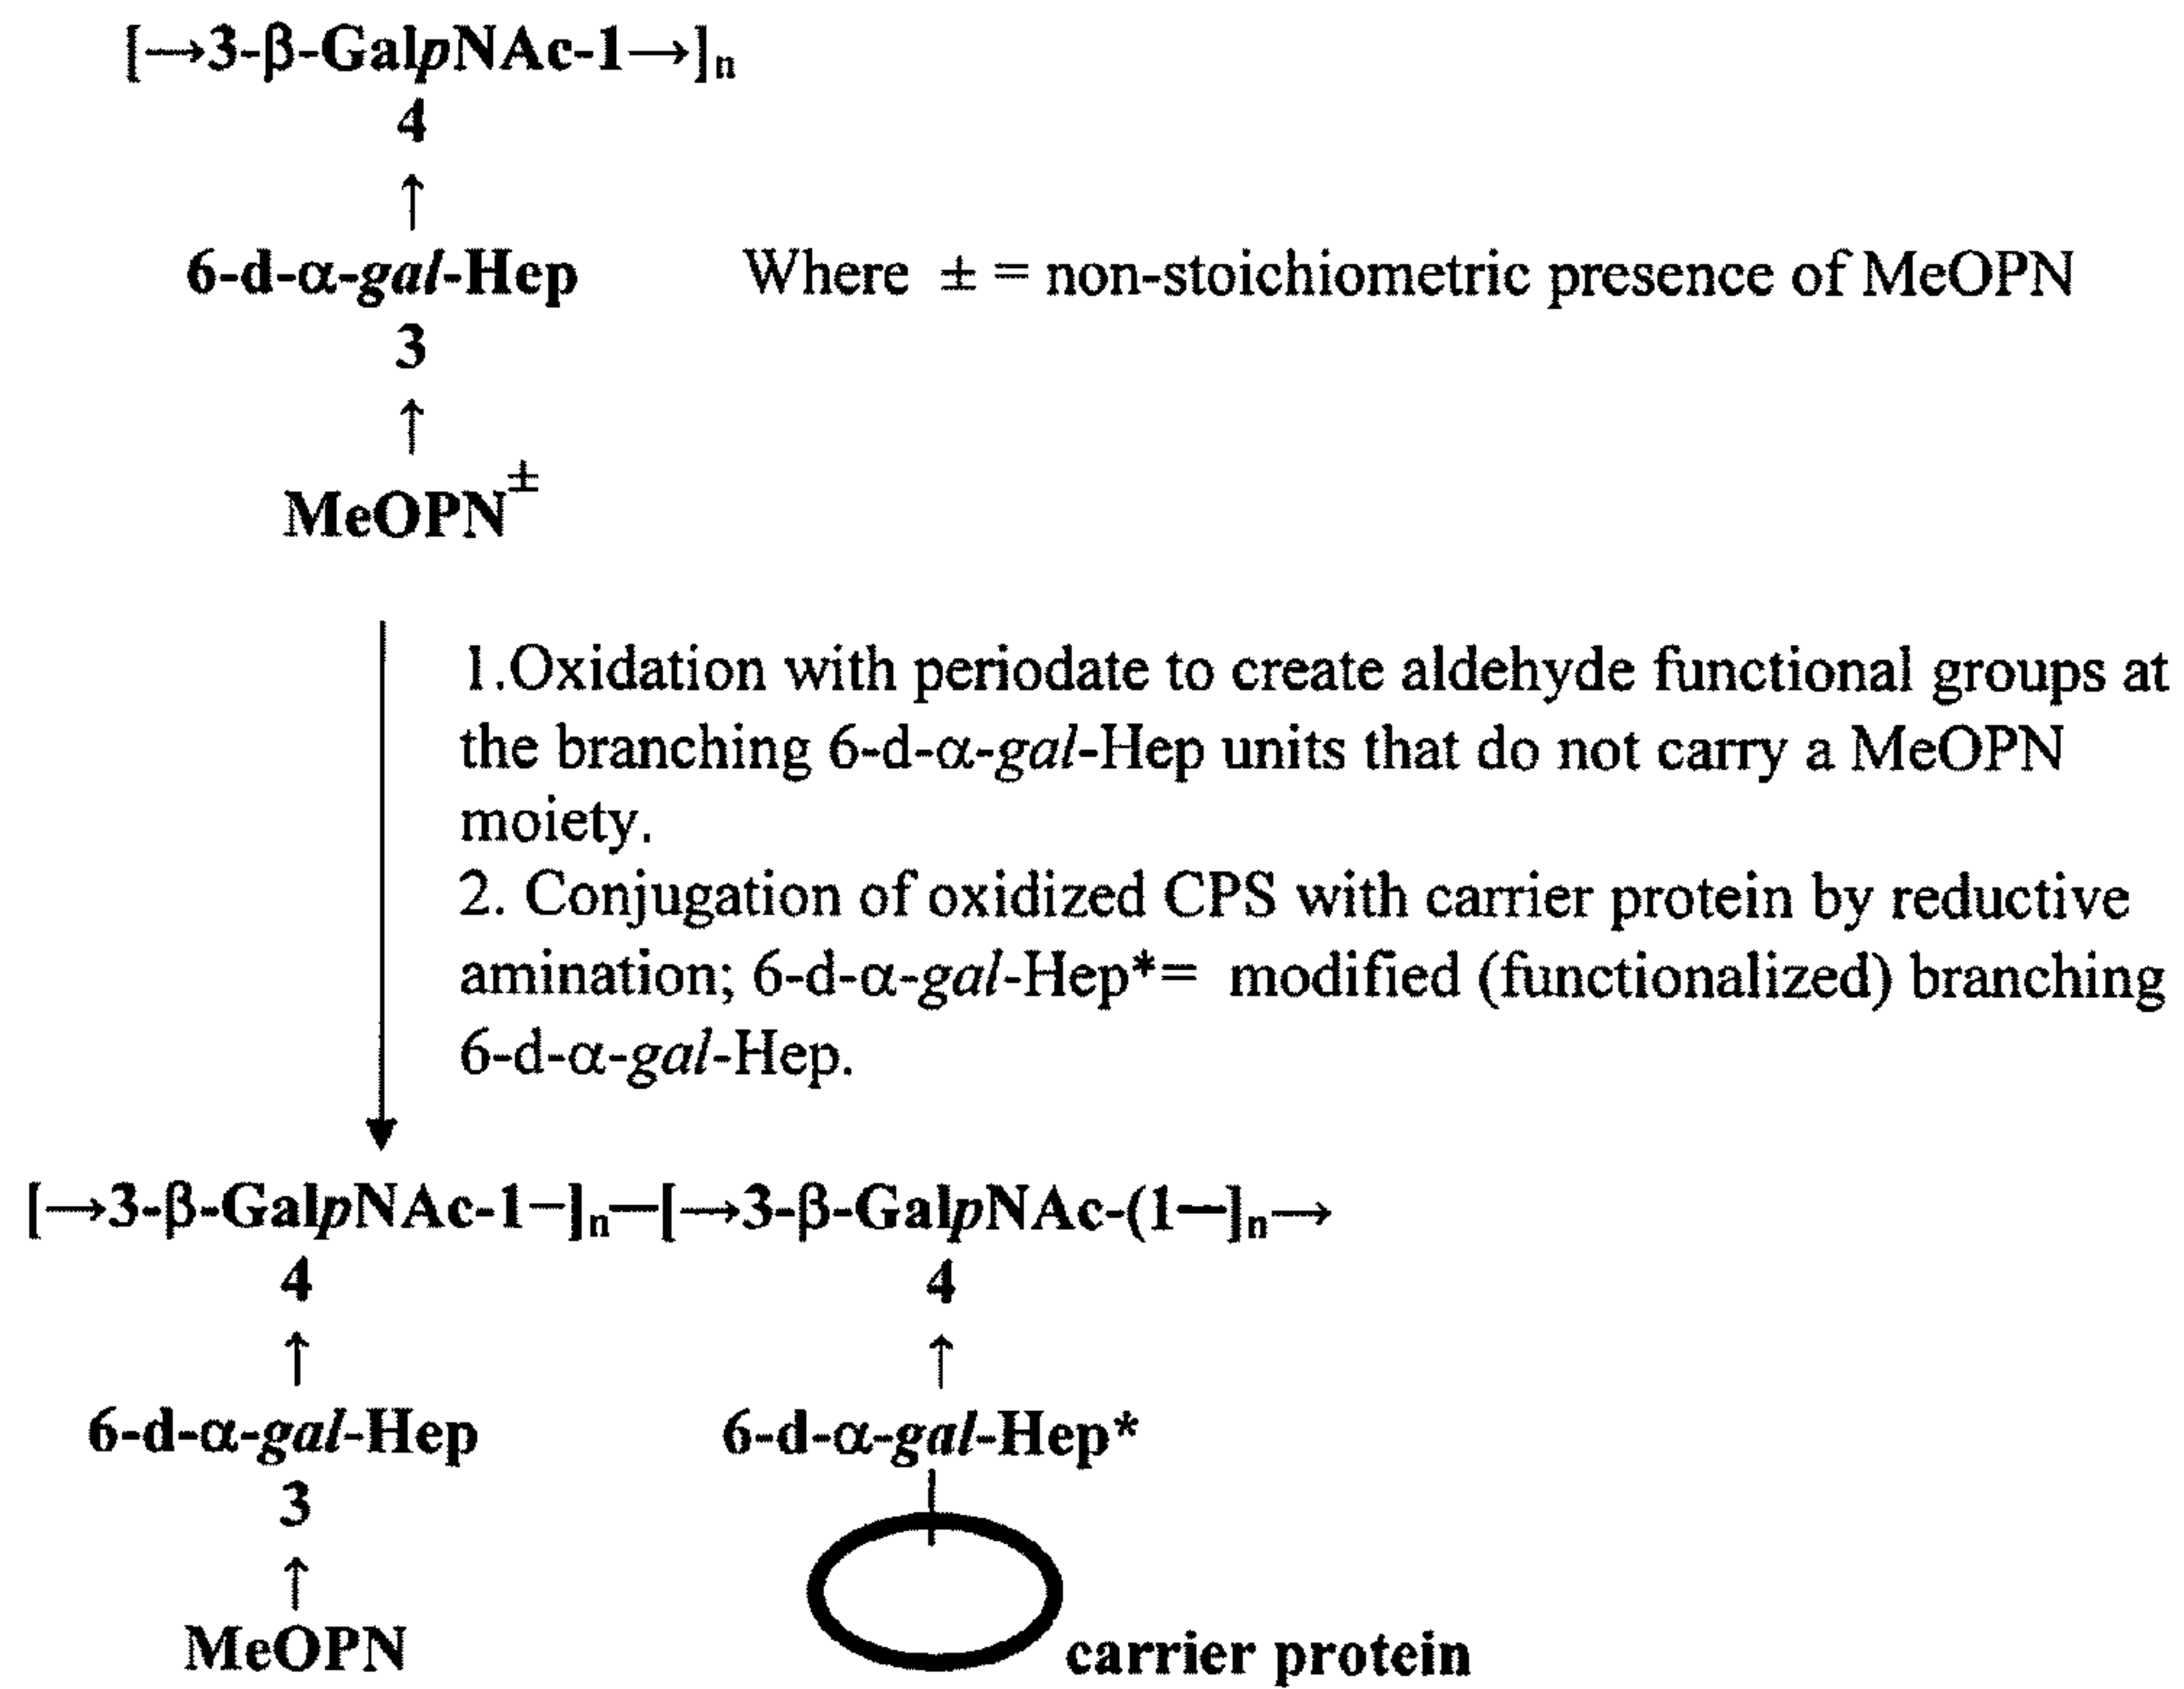 [→3-β-GalpNAc-1→]n
4
↑
6-d-α-gal-Hep Where ± = non-stoichiometric presence of MeOPN
3
↑
MeOPN±
1.Oxidation with periodate to create aldehyde functional groups at
the branching 6-d-α-gal-Hep units that do not carry a MeOPN
moiety.
2. Conjugation of oxidized CPS with carrier protein by reductive
amination; 6-d-α-gal-Hep*= modified (functionalized) branching
6-d-α-gal-Hep.
[→3-β-GalpNAc-1–]n–[→3-β-GalpNAc-(1–]n→
4 4
↑ ↑
6-d-α-gal-Hep 6-d-α-gal-Hep*
3
↑
MeOPN carrier protein